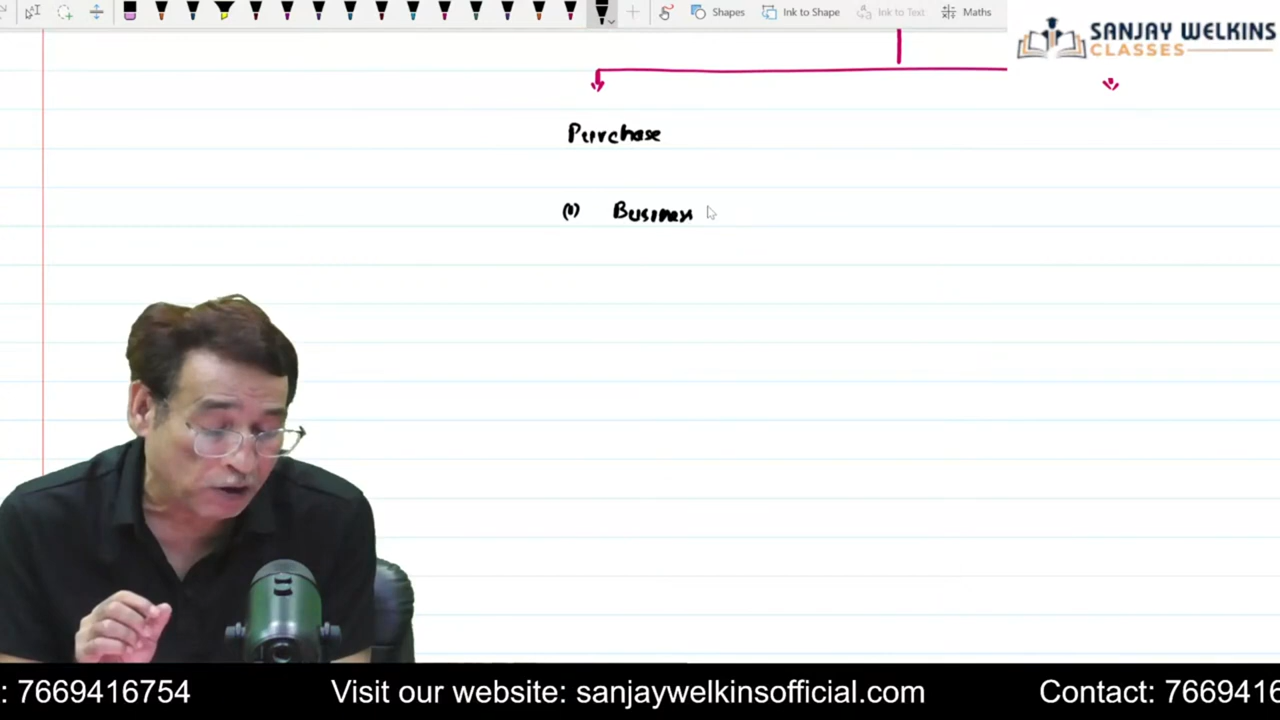 Shapes
Ink to Shape
Ink to Text
Maths
SANJAY WELKINS
CLASSES
Purchase
(1) Business
: 7669416754
Visit our website: sanjaywelkinsofficial.com
Contact: 7669416